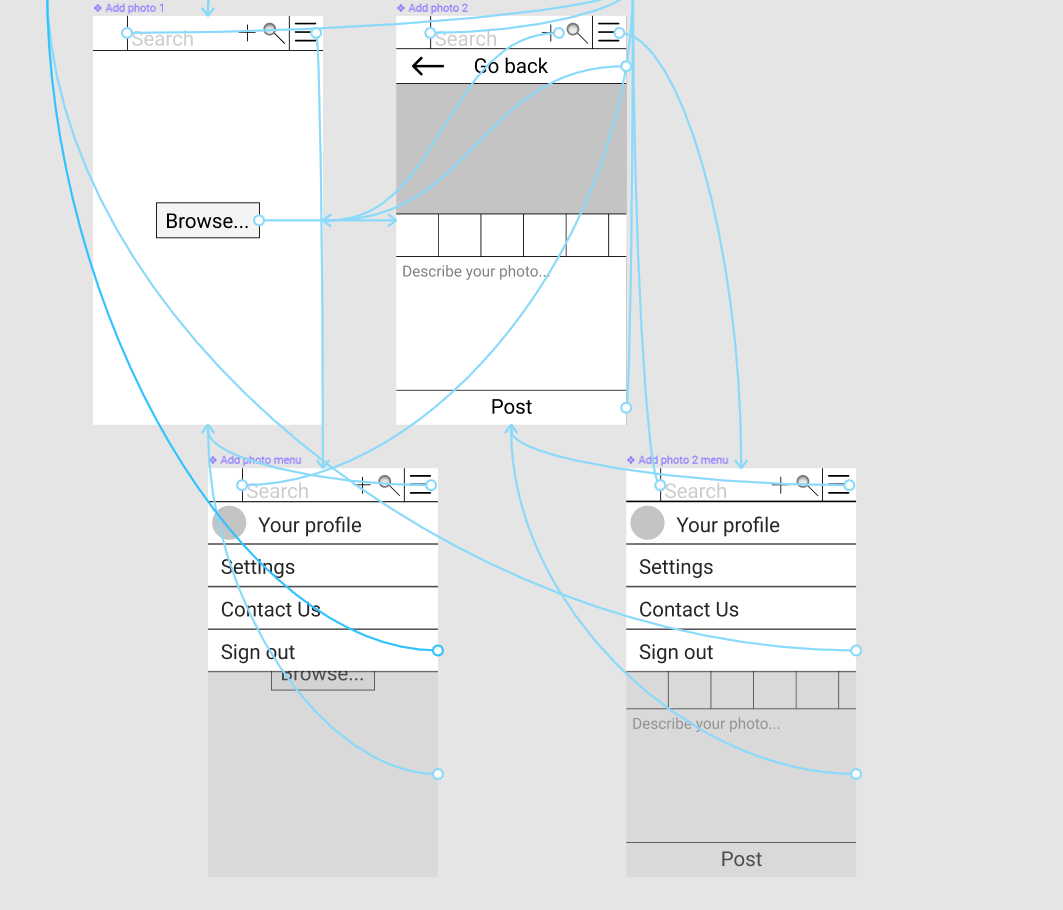 Add photo 1
Search
Browse...
Add photo 2
Search
Go back
Describe your photo...
Post
Add photo menu
Search
Your profile
Settings
Contact Us
Sign out
Browse...
Add photo 2 menu
Search
Your profile
Settings
Contact Us
Sign out
Describe your photo...
Post